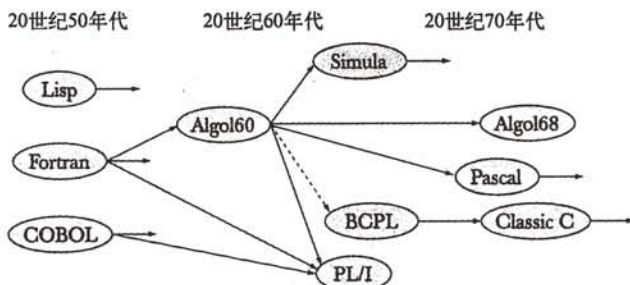 20世纪50年代 20世纪60年代 20世纪70年代
Simula
Lisp
Algol60
Algol68
Fortran
Pascal
BCPL
Classic C
COBOL
PL/I